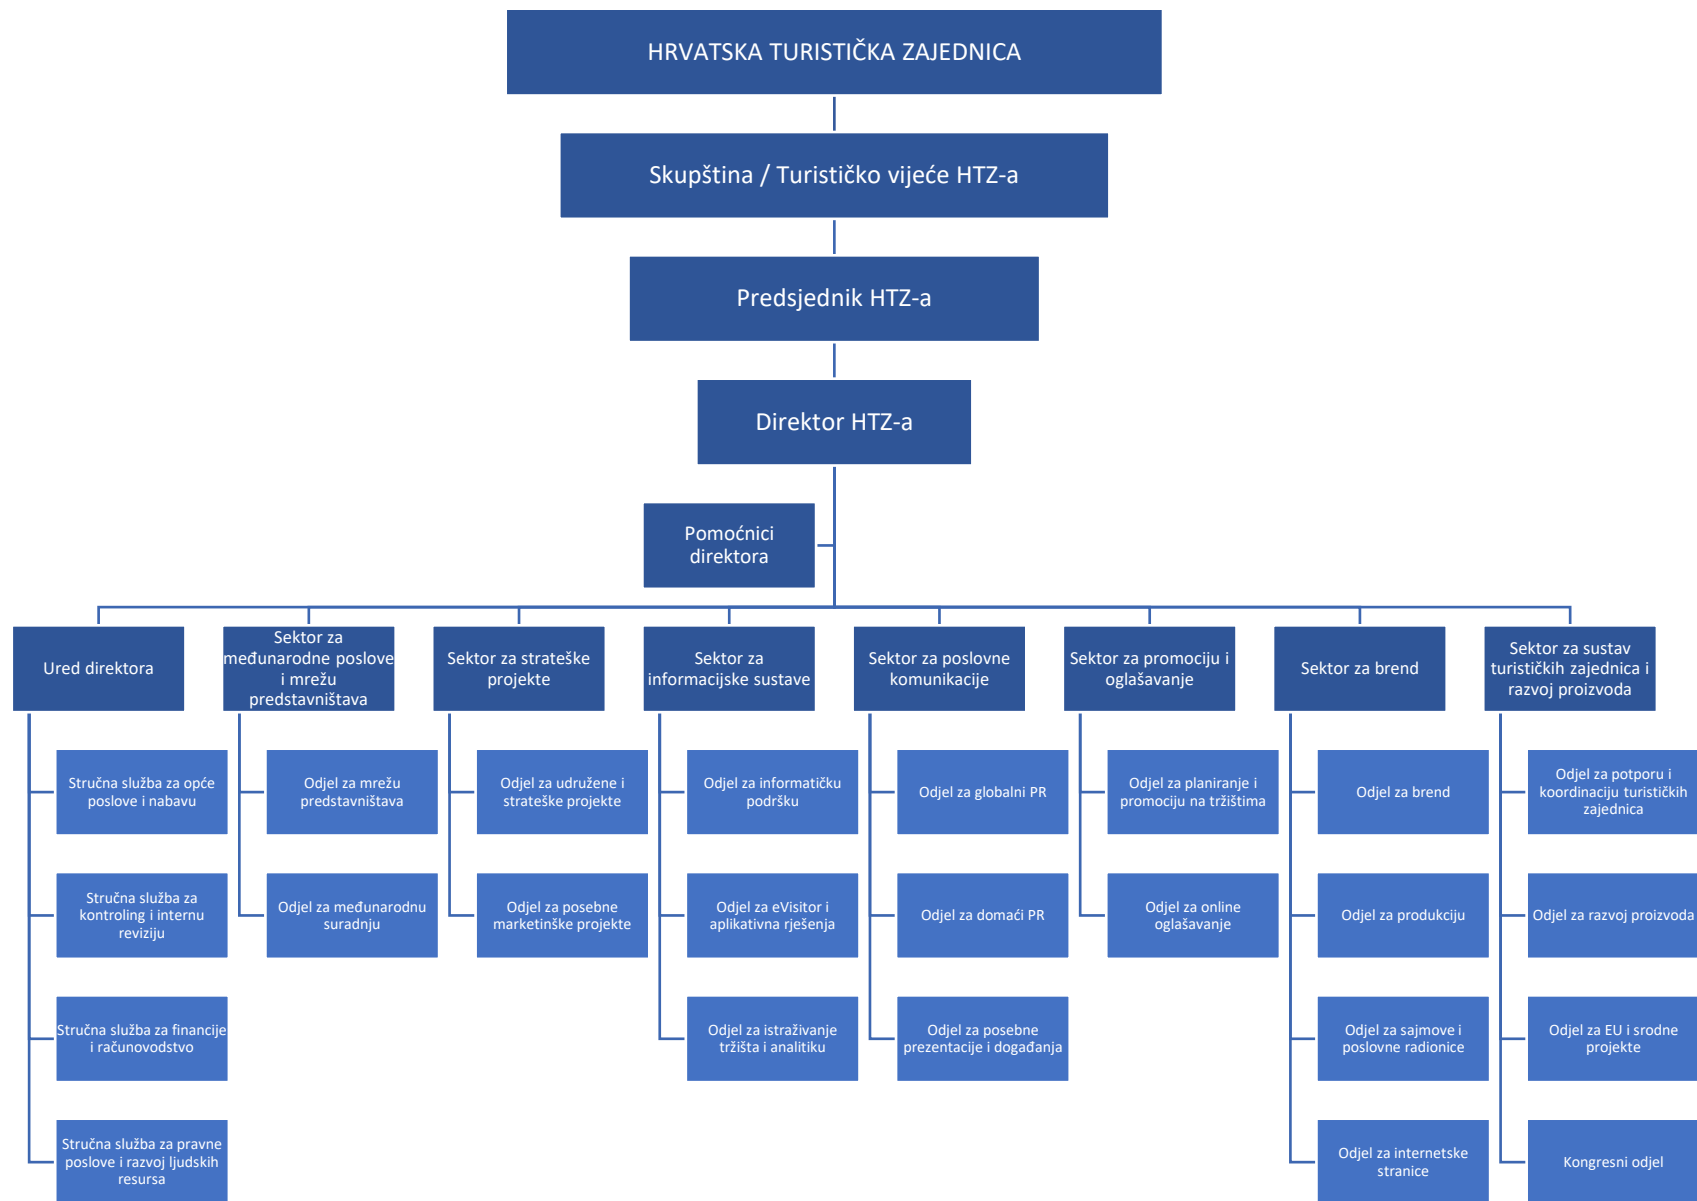 HRVATSKA TURISTIČKA ZAJEDNICA
Skupština / Turističko vijeće HTZ-a
Predsjednik HTZ-a
Direktor HTZ-a
Pomoćnici
direktora
Ured direktora
Stručna služba za opće
poslove i nabavu
Stručna služba za
kontroling i internu
reviziju
Stručna služba za financije
i računovodstvo
Stručna služba za pravne
poslove i razvoj ljudskih
resursa
Sektor za
međunarodne poslove
i mrežu
predstavništava
Odjel za mrežu
predstavništava
Odjel za međunarodnu
suradnju
Sektor za strateške
projekte
Odjel za udružene i
strateške projekte
Odjel za posebne
marketinške projekte
Sektor za
informacijske sustave
Odjel za informatičku
podršku
Odjel za eVisitor i
aplikativna rješenja
Odjel za istraživanje
tržišta i analitiku
Sektor za poslovne
komunikacije
Odjel za globalni PR
Odjel za domaći PR
Odjel za posebne
prezentacije i događanja
Sektor za promociju i
oglašavanje
Odjel za planiranje i
promociju na tržištima
Odjel za online
oglašavanje
Sektor za brend
Odjel za brend
Odjel za produkciju
Odjel za sajmove i
poslovne radionice
Odjel za internetske
stranice
Sektor za sustav
turističkih zajednica i
razvoj proizvoda
Odjel za potporu i
koordinaciju turističkih
zajednica
Odjel za razvoj proizvoda
Odjel za EU i srodne
projekte
Kongresni odjel